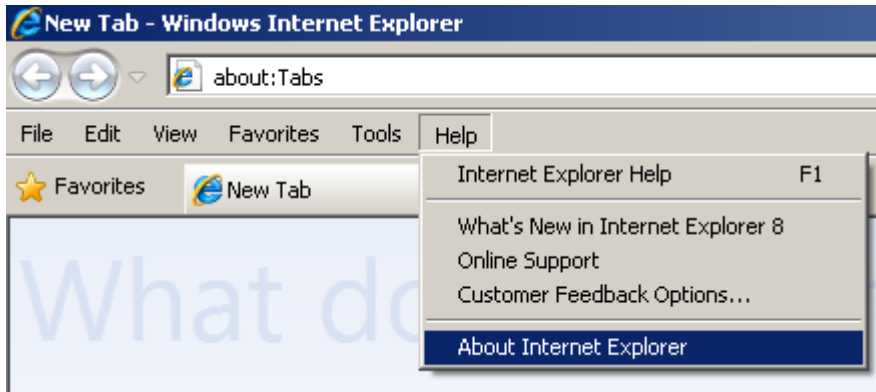 New Tab - Windows Internet Explorer
about:Tabs
File Edit View Favorites Tools Help
Favorites New Tab
Internet Explorer Help F1
What's New in Internet Explorer 8
Online Support
Customer Feedback Options...
About Internet Explorer
What do